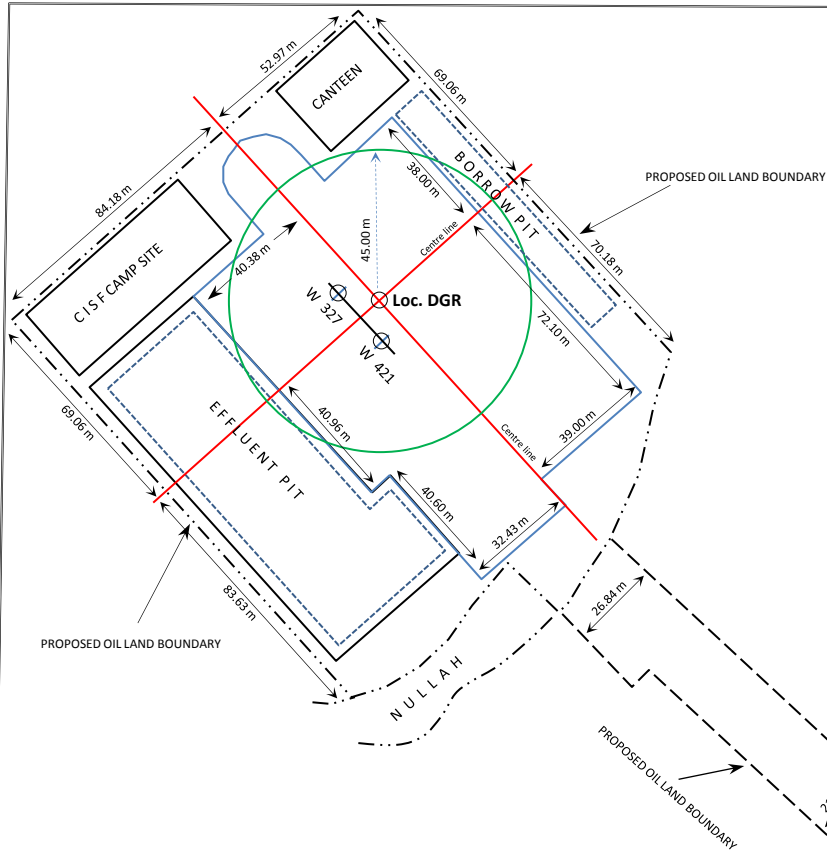 52.97 m
CANTEEN
69.06 m
84.18 m
38.00 m
BORROW PIT
PROPOSED OIL LAND BOUNDARY
45.00 m
Centre line
70.18 m
C I S F CAMP SITE
40.38 m
W 327
Loc. DGR
72.10 m
W 421
69.06 m
EFFLUENT PIT
40.96 m
Centre line
39.00 m
40.60 m
32.43 m
83.63 m
26.84 m
PROPOSED OIL LAND BOUNDARY
NULLAH
PROPOSED OIL LAND BOUNDARY